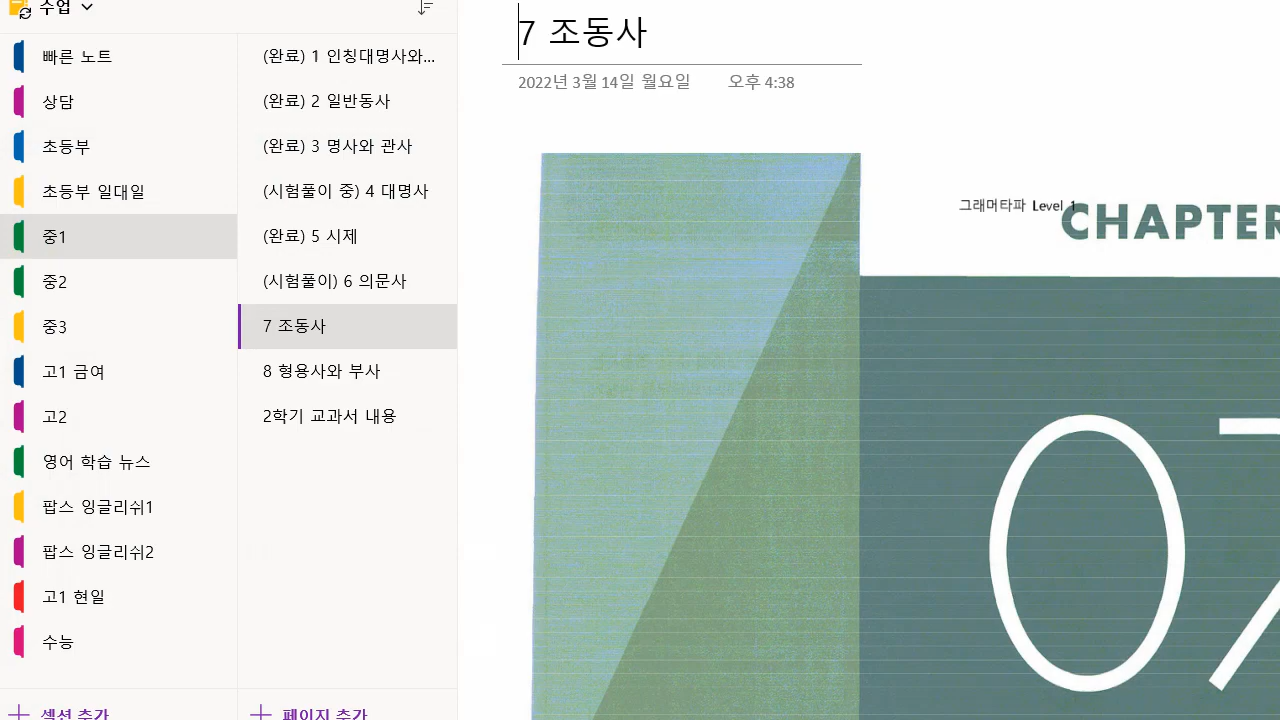 수업
빠른 노트
상담
초등부
초등부 일대일
중1
중2
중3
고1 금여
고2
영어 학습 뉴스
팝스 잉글리쉬1
팝스 잉글리쉬2
고1 현일
수능
섹션 추가
(완료) 1 인칭대명사와...
(완료) 2 일반동사
(완료) 3 명사와 관사
(시험풀이 중) 4 대명사
(완료) 5 시제
(시험풀이) 6 의문사
7 조동사
8 형용사와 부사
2학기 교과서 내용
페이지 추가
7 조동사
2022년 3월 14일 월요일 오후 4:38
그래머타파 Level 1
CHAPTER
07